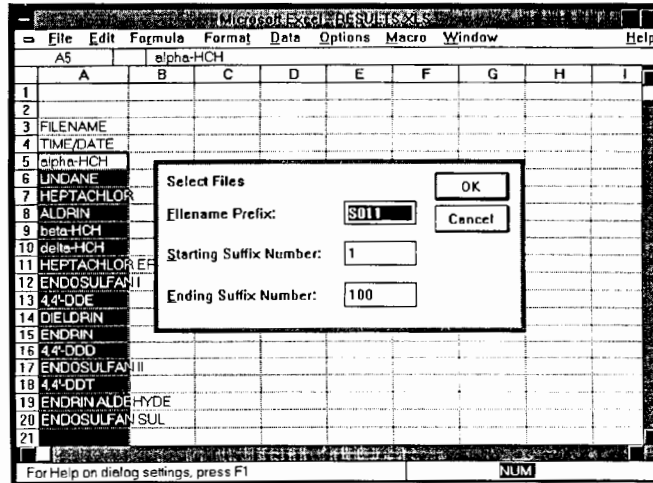 Microsoft Excel - RESULTS.XLS
File Edit Formula Format Data Options Macro Window Help
A5 alpha-HCH
A B C D E F G H I
1
2
3 FILENAME
4 TIME/DATE
5 alpha-HCH
6 LINDANE
7 HEPTACHLOR
8 ALDRIN
9 beta-HCH
10 delta-HCH
11 HEPTACHLOR EP
12 ENDOSULFAN I
13 4,4'-DDE
14 DIELDRIN
15 ENDRIN
16 4,4'-DDD
17 ENDOSULFAN II
18 4,4'-DDT
19 ENDRIN ALDEHYDE
20 ENDOSULFAN SUL
21
Select Files
OK
Filename Prefix: S011
Cancel
Starting Suffix Number: 1
Ending Suffix Number: 100
For Help on dialog settings, press F1 NUM